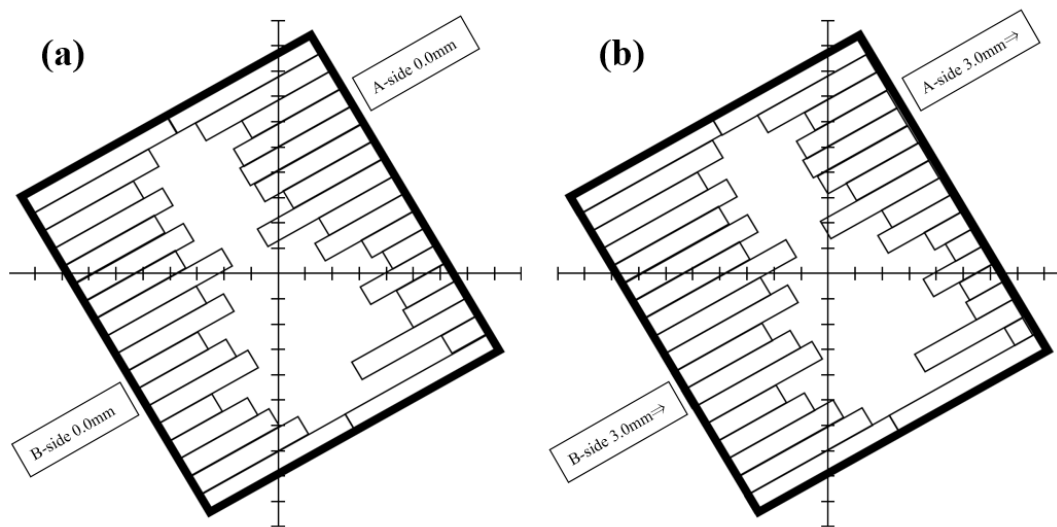 (a)
A-side 0.0mm
B-side 0.0mm
(b)
A-side 3.0mm⇒
B-side 3.0mm⇒